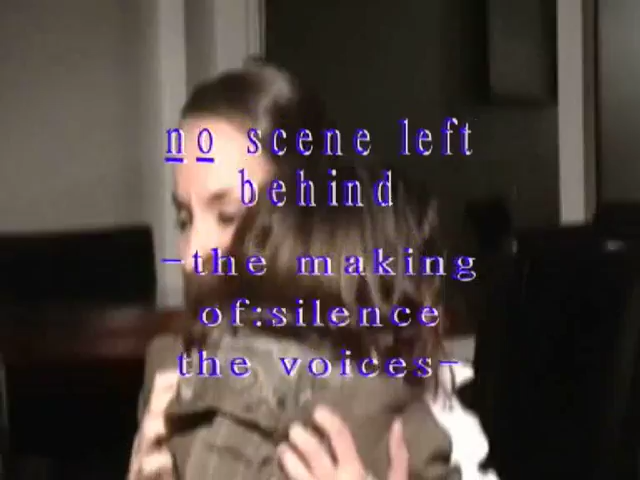 no scene left
behind
-the making
of:silence
the voices-